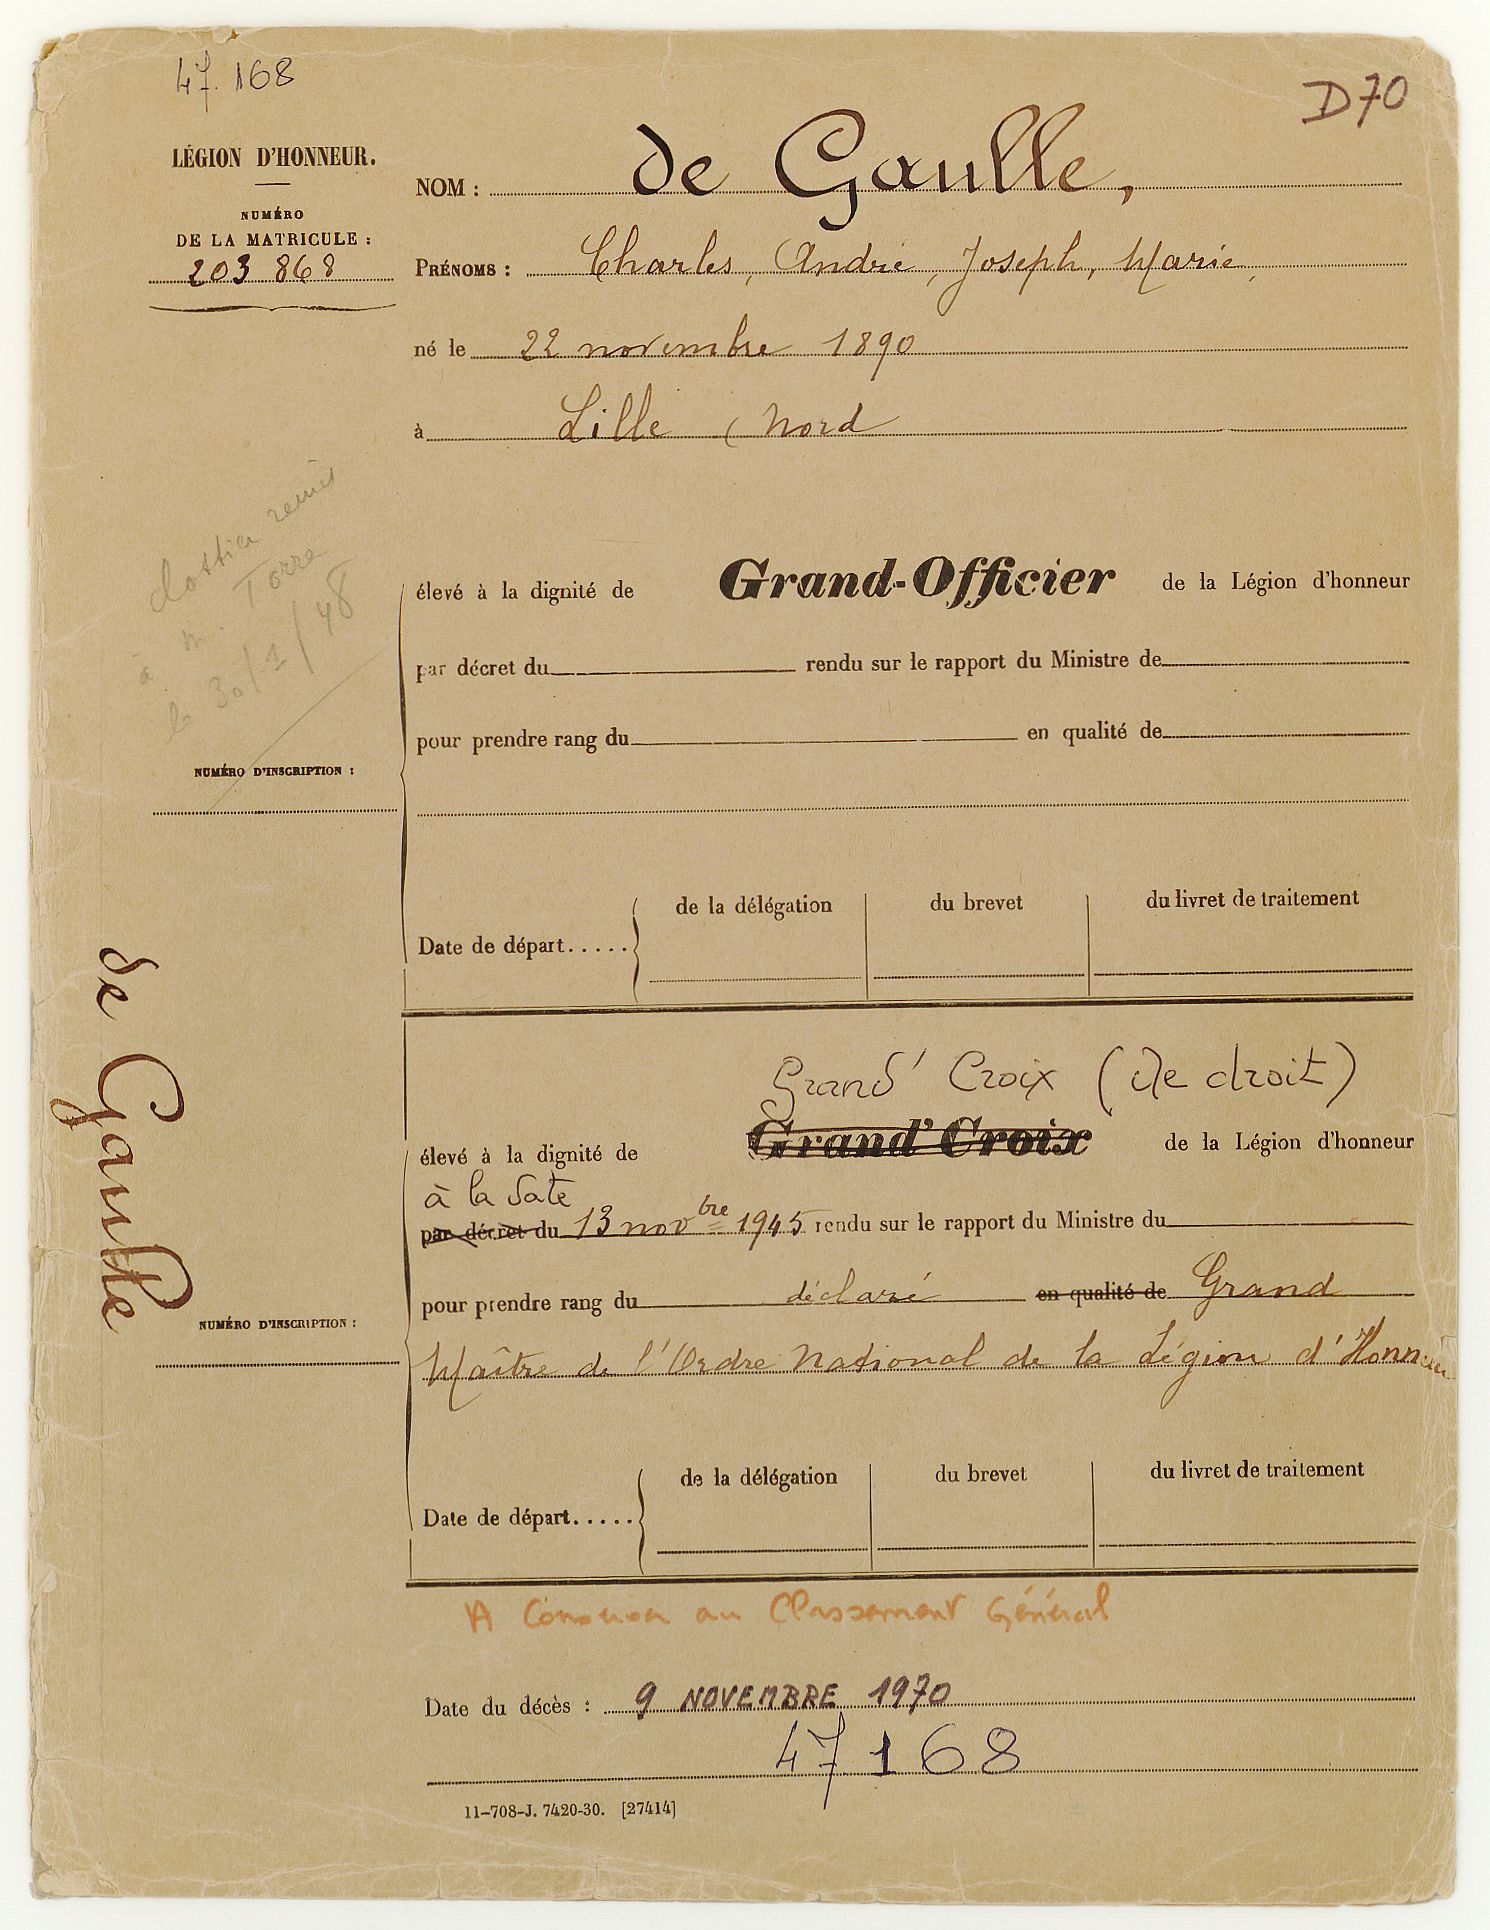 47.168
D70
LÉGION D'HONNEUR.
NUMÉRO
DE LA MATRICULE :
203 868
NOM : de Gaulle,
PRÉNOMS : Charles, André, Joseph, Marie,
né le 22 novembre 1890
à Lille (Nord
dossier remis
à M. Torre
le 30/1/48
élevé à la dignité de Grand-Officier de la Légion d'honneur
par décret du rendu sur le rapport du Ministre de
pour prendre rang du en qualité de
NUMÉRO D'INSCRIPTION :
de la délégation du brevet du livret de traitement
Date de départ.....
de Gaulle
Grand' Croix (de droit)
élevé à la dignité de Grand' Croix de la Légion d'honneur
à la date
par décret du 13 novbre 1945 rendu sur le rapport du Ministre du
pour prendre rang du déclaré en qualité de Grand
NUMÉRO D'INSCRIPTION :
Maître de l'Ordre National de la Légion d'Honneur
de la délégation du brevet du livret de traitement
Date de départ.....
A au Classement Général
Date du décès : 9 NOVEMBRE 1970
47168
11-708-J. 7420-30. [27414]